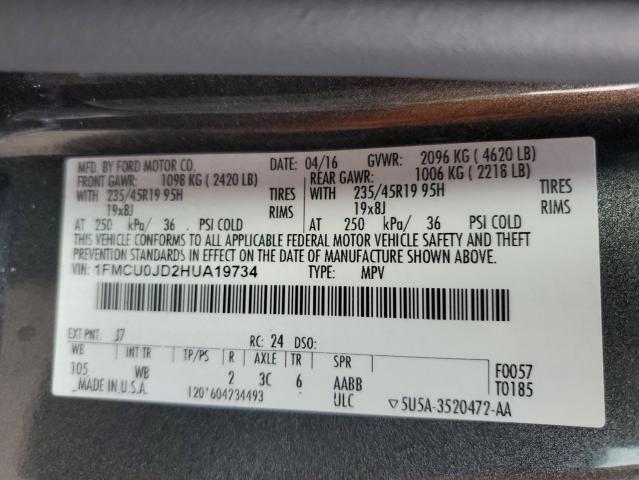 MFD. BY FORD MOTOR CO. DATE: 04/16 GVWR: 2096 KG ( 4620 LB)
FRONT GAWR: 1098 KG ( 2420 LB) REAR GAWR: 1006 KG ( 2218 LB)
WITH 235/45R19 95H TIRES WITH 235/45R19 95H TIRES
19x8J RIMS 19x8J RIMS
AT 250 kPa/ 36 PSI COLD AT 250 kPa/ 36 PSI COLD
THIS VEHICLE CONFORMS TO ALL APPLICABLE FEDERAL MOTOR VEHICLE SAFETY AND THEFT
PREVENTION STANDARDS IN EFFECT ON THE DATE OF MANUFACTURE SHOWN ABOVE.
VIN: 1FMCU0JD2HUA19734 TYPE: MPV
EXT PNT: J7 RC: 24 DSO:
WB INT TR TP/PS R AXLE TR SPR F0057
105 WB 2 3C 6 AABB T0185
_MADE IN U.S.A. 120*604234493 ULC ▽5U5A-3520472-AA